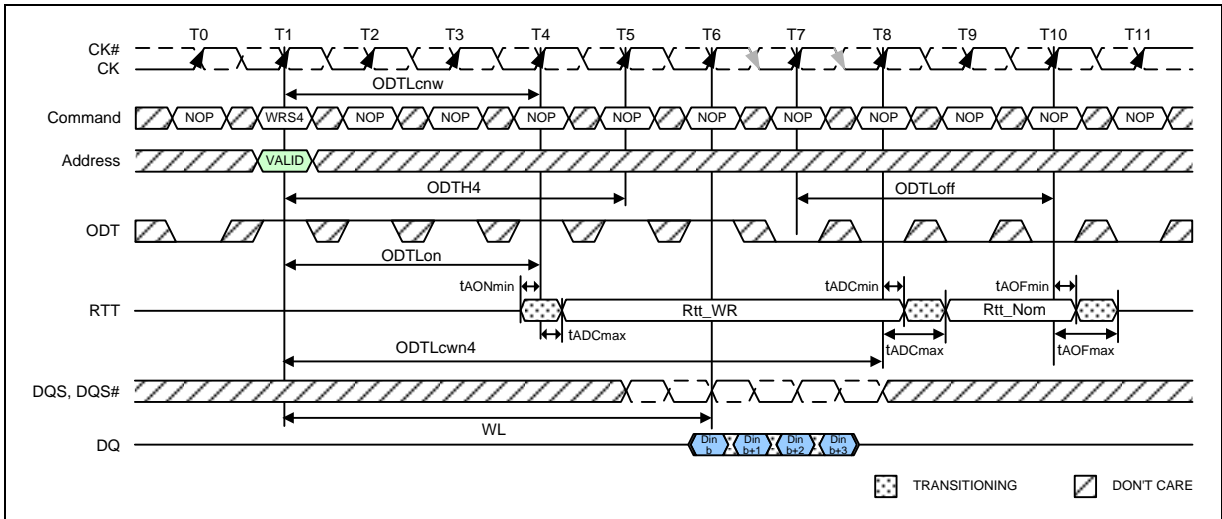 T0 T1 T2 T3 T4 T5 T6 T7 T8 T9 T10 T11
CK#
CK
ODTLcnw
Command NOP WRS4 NOP NOP NOP NOP NOP NOP NOP NOP NOP NOP
Address VALID
ODTH4 ODTLoff
ODT
ODTLon
tAONmin tADCmin tAOFmin
RTT Rtt_WR Rtt_Nom
tADCmax tADCmax tAOFmax
ODTLcwn4
DQS, DQS#
WL
DQ Din b Din b+1 Din b+2 Din b+3
TRANSITIONING DON'T CARE